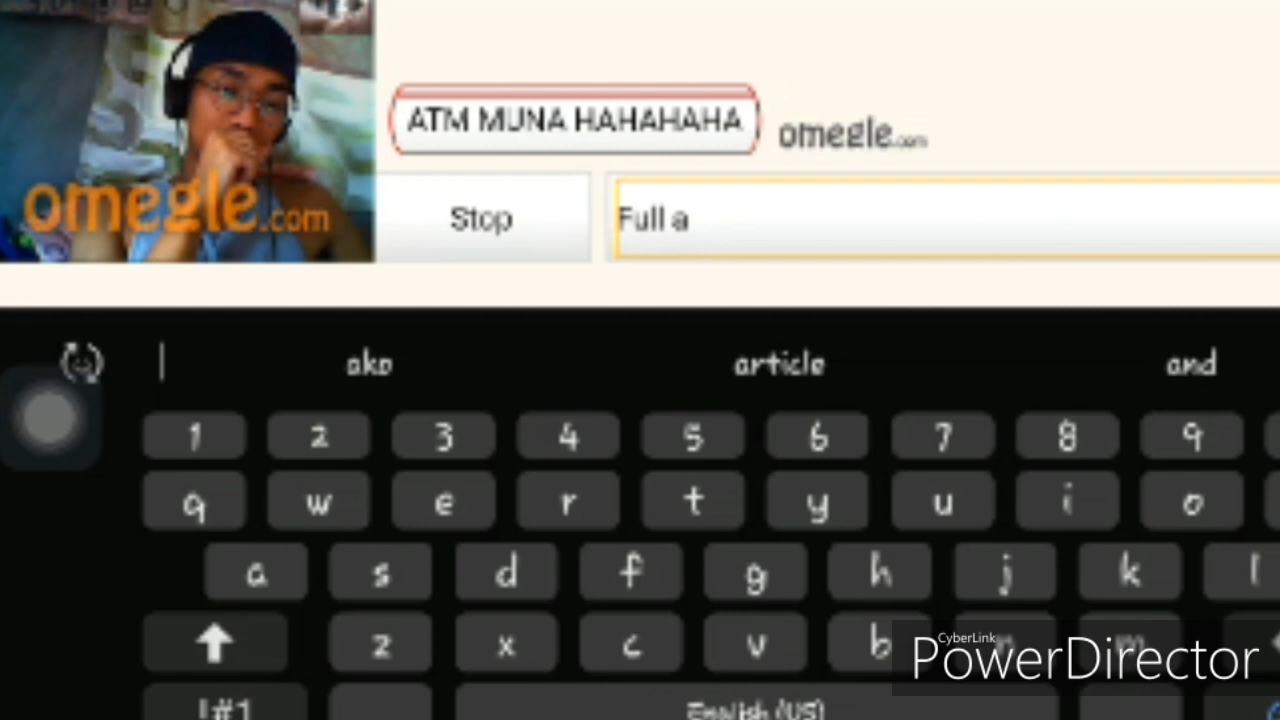 ATM MUNA HAHAHAHA
omegle.com
omegle.com
Stop
Full a
ako article and
1 2 3 4 5 6 7 8 9
q w e r t y u i o
a s d f g h j k l
z x c v b n m
!#1 English (US)
CyberLink
PowerDirector